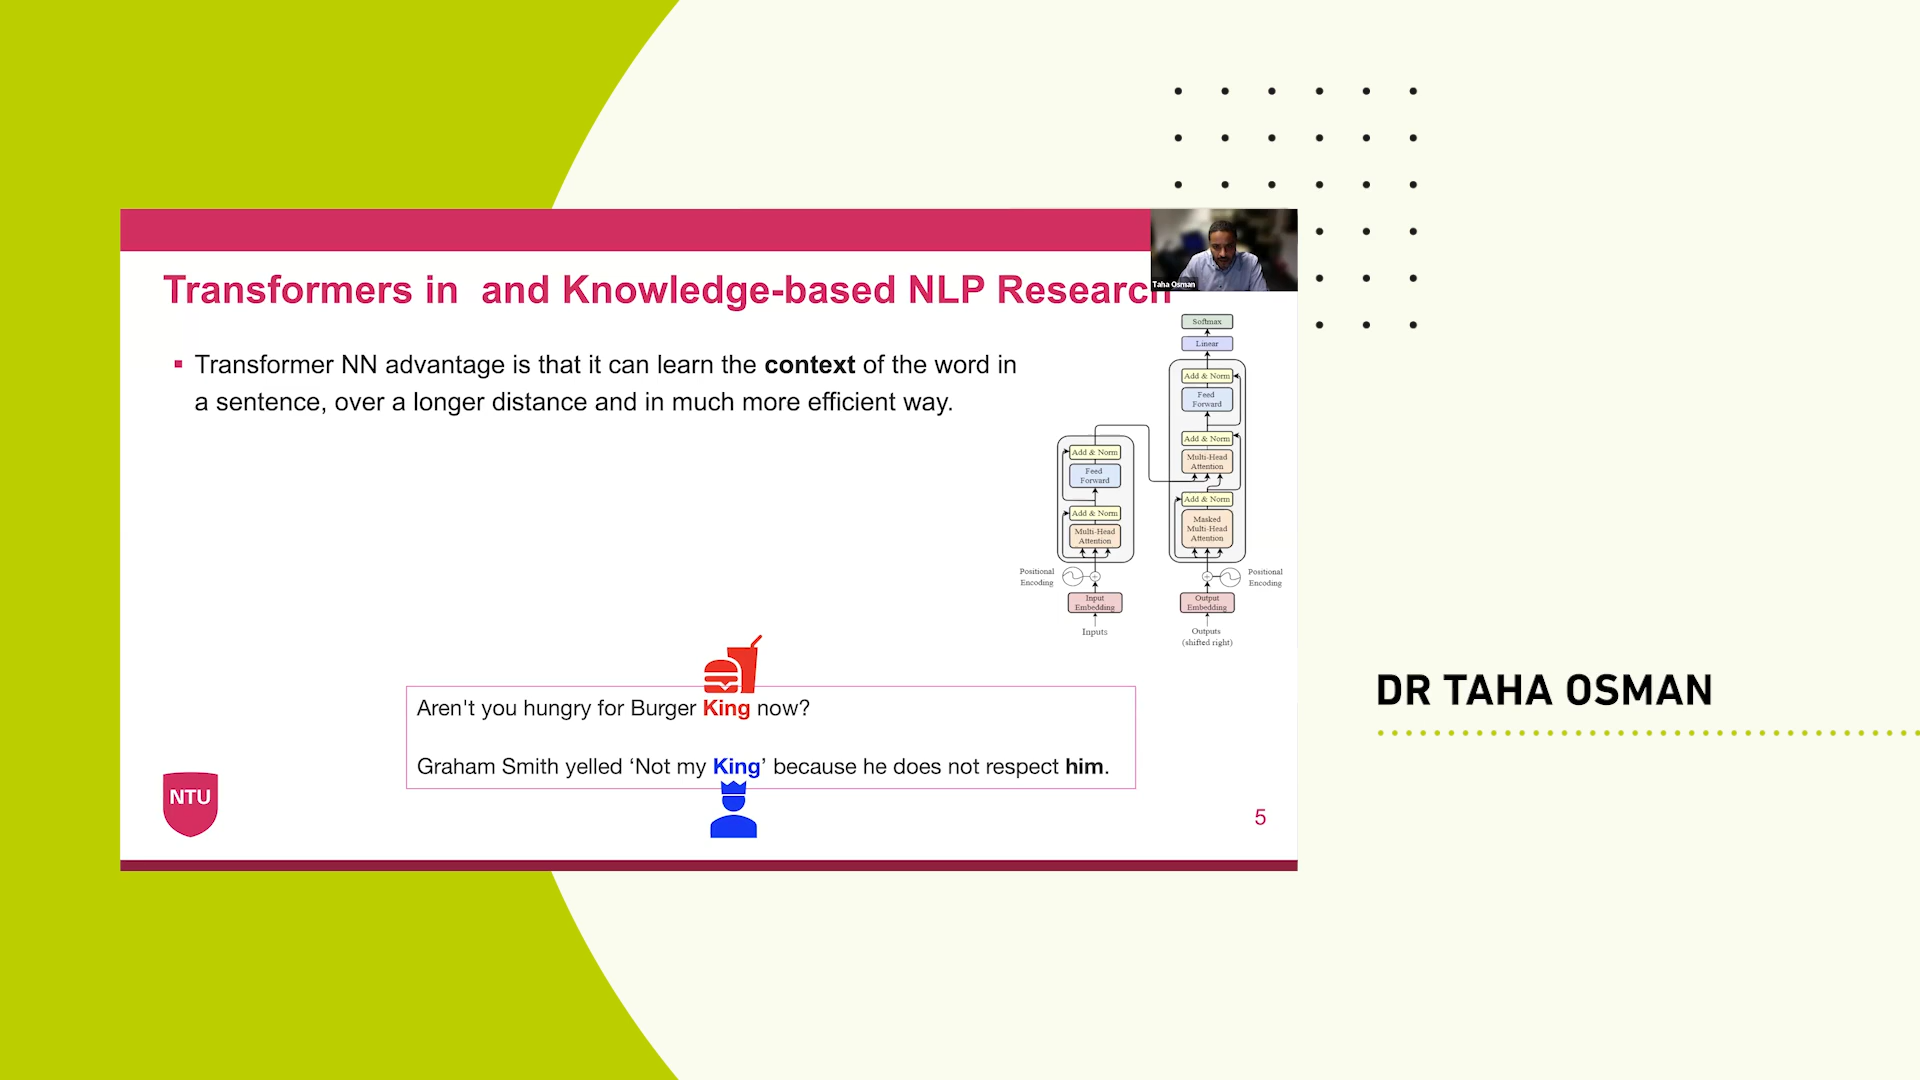 Taha Osman
Transformers in and Knowledge-based NLP Research
Transformer NN advantage is that it can learn the context of the word in
a sentence, over a longer distance and in much more efficient way.
Softmax
Linear
Add & Norm
Feed
Forward
Add & Norm
Multi-Head
Attention
Add & Norm
Masked
Multi-Head
Attention
Positional
Encoding
Output
Embedding
Outputs
(shifted right)
Add & Norm
Feed
Forward
Add & Norm
Multi-Head
Attention
Positional
Encoding
Input
Embedding
Inputs
Aren't you hungry for Burger King now?
Graham Smith yelled ‘Not my King’ because he does not respect him.
NTU
5
DR TAHA OSMAN